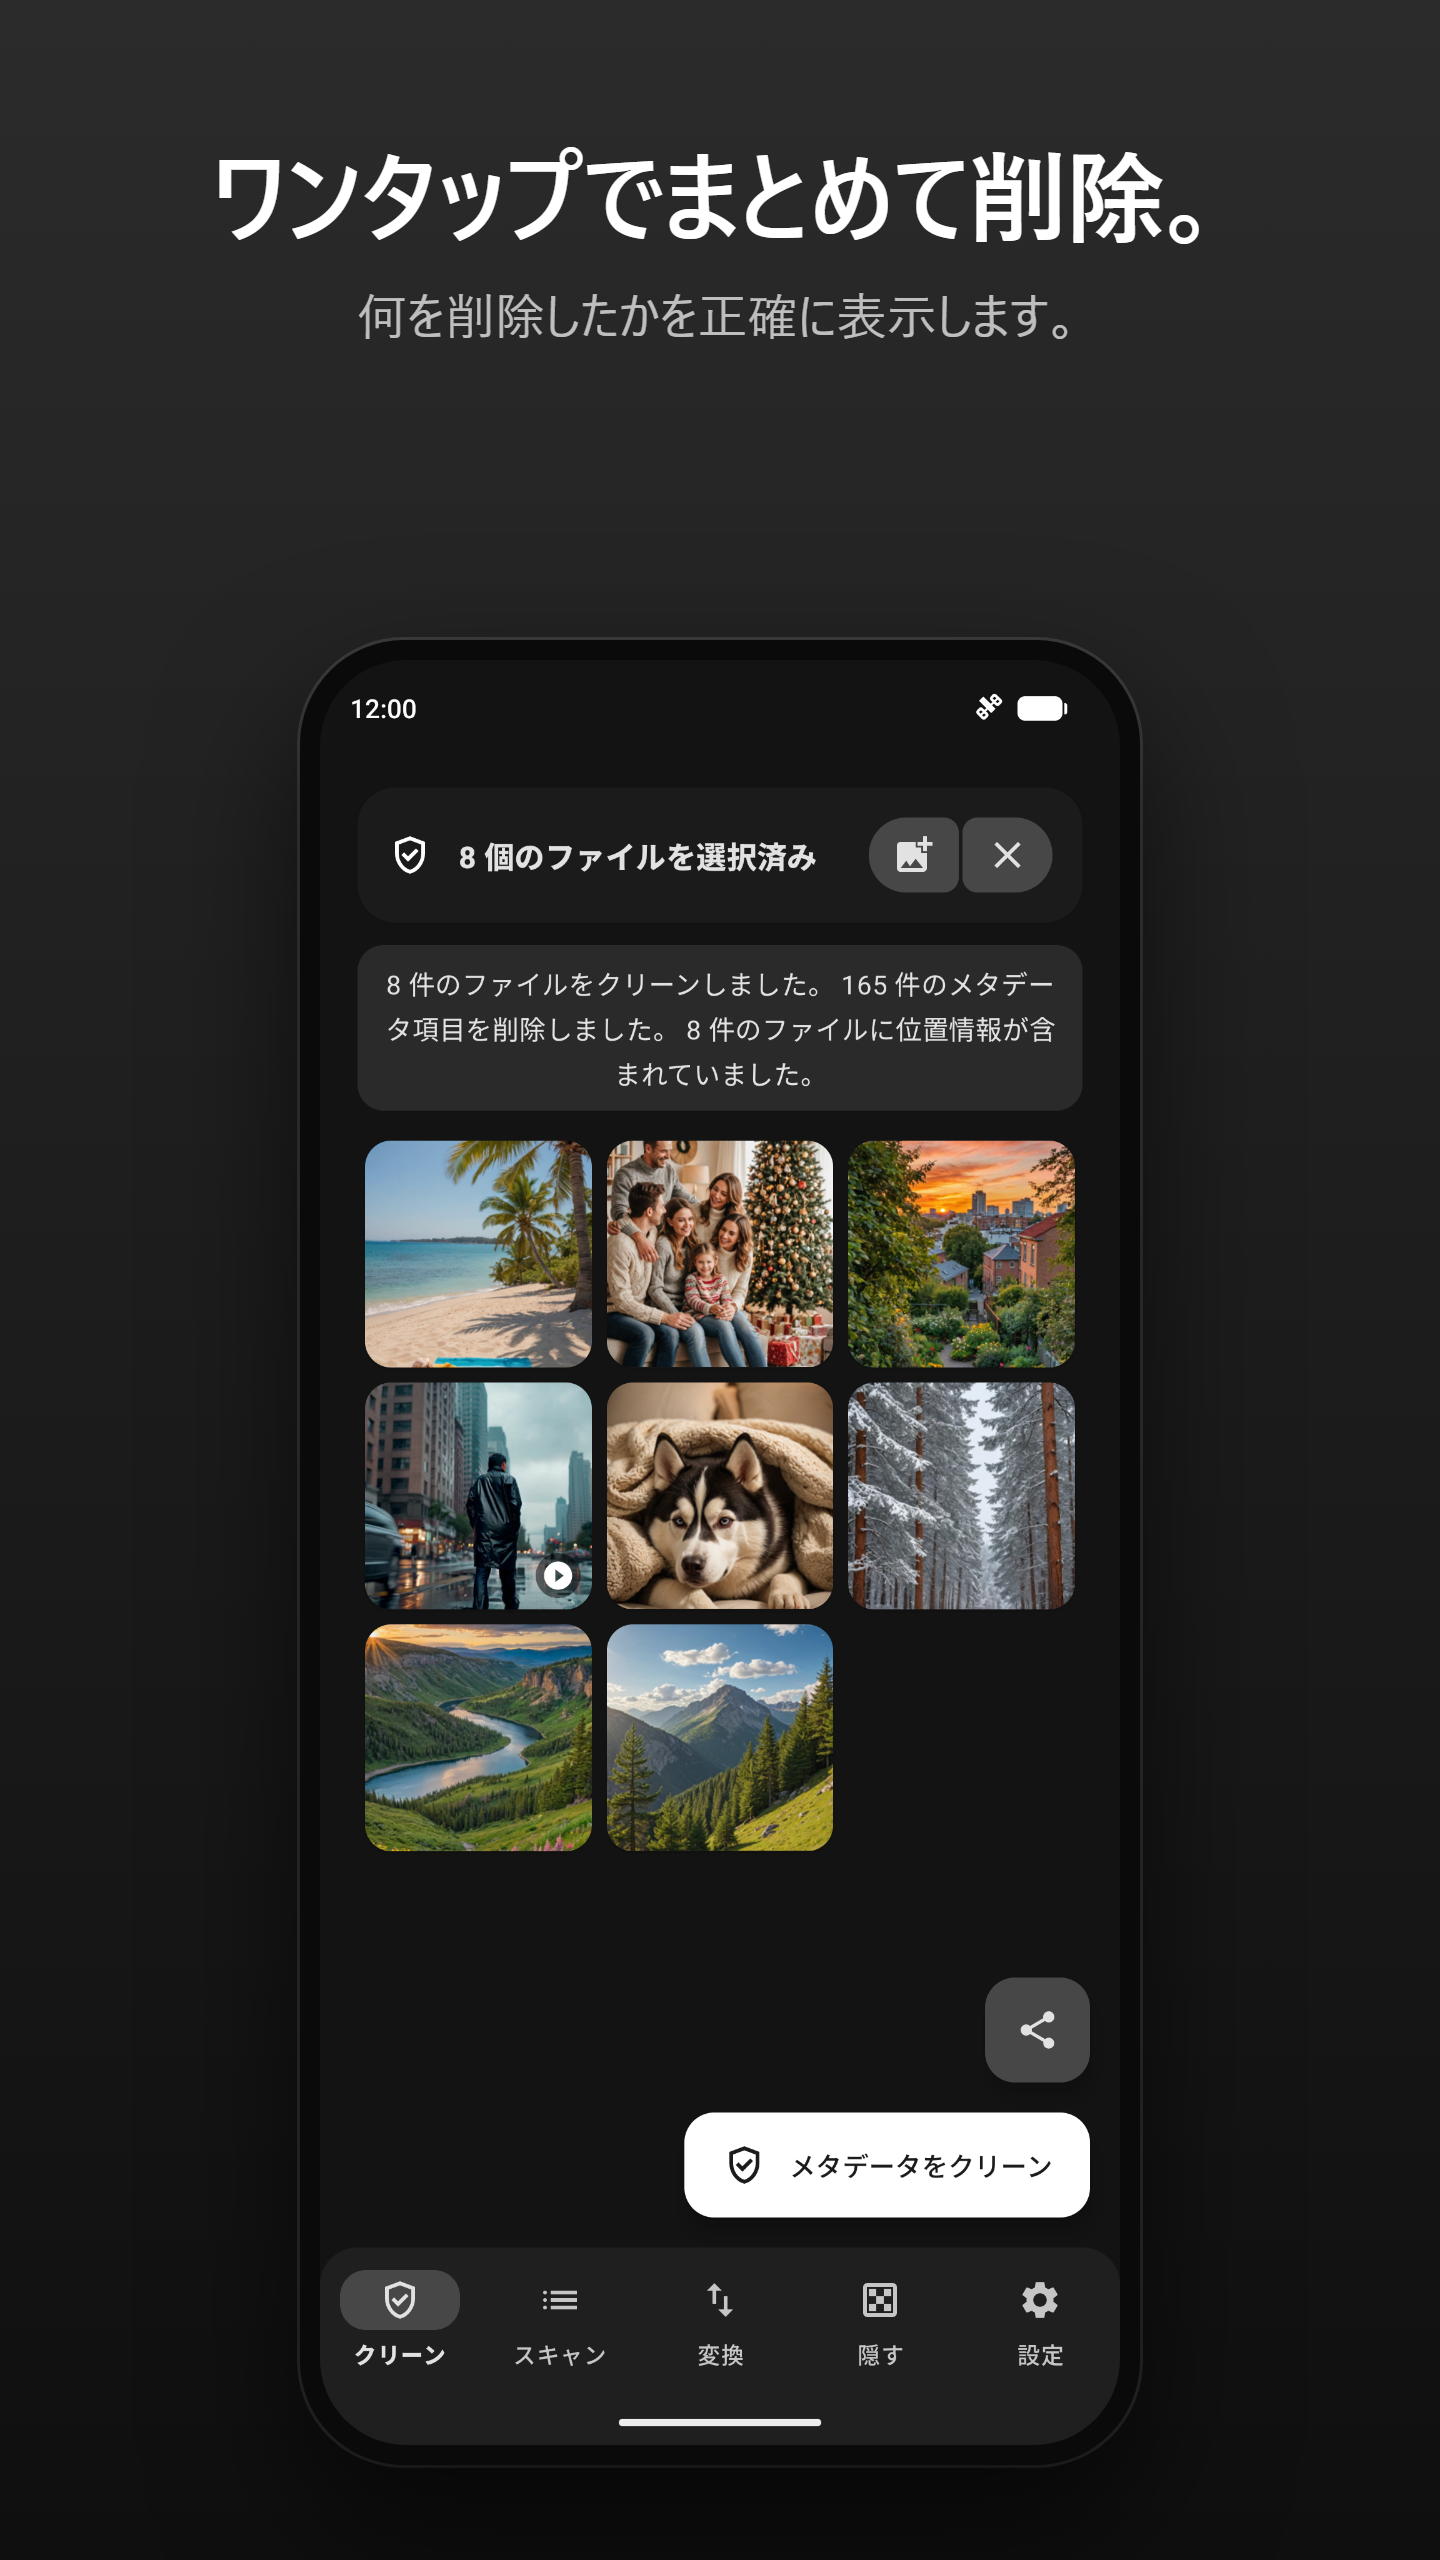 ワンタップでまとめて削除。
何を削除したかを正確に表示します。
12:00
8 個のファイルを選択済み
8 件のファイルをクリーンしました。 165 件のメタデー
タ項目を削除しました。 8 件のファイルに位置情報が含
まれていました。
メタデータをクリーン
クリーン
スキャン
変換
隠す
設定